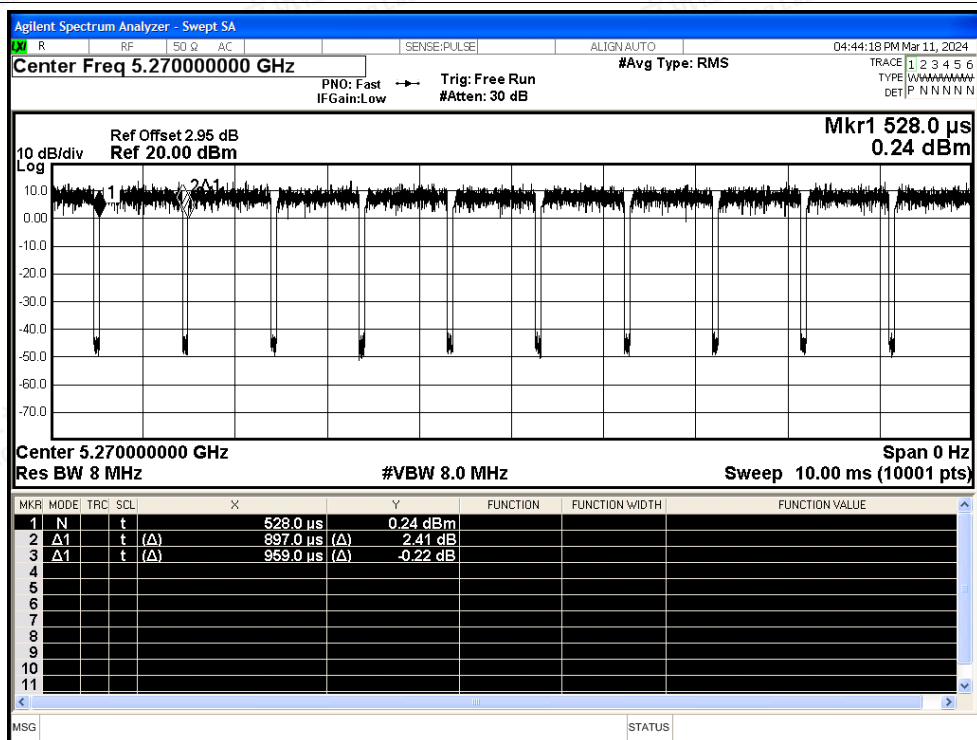 Agilent Spectrum Analyzer - Swept SA
LXI R RF 50 Ω AC SENSE:PULSE ALIGN AUTO 04:44:18 PM Mar 11, 2024
Center Freq 5.270000000 GHz #Avg Type: RMS TRACE 1 2 3 4 5 6
PNO: Fast Trig: Free Run TYPE WWWWWW
IFGain:Low #Atten: 30 dB DET P N N N N N
Mkr1 528.0 µs
Ref Offset 2.95 dB
10 dB/div Ref 20.00 dBm 0.24 dBm
Log
10.0 1 2Δ1
0.00
-10.0
-20.0
-30.0
-40.0
-50.0
-60.0
-70.0
Center 5.270000000 GHz Span 0 Hz
Res BW 8 MHz #VBW 8.0 MHz Sweep 10.00 ms (10001 pts)
MKR MODE TRC SCL X Y FUNCTION FUNCTION WIDTH FUNCTION VALUE
1 N t 528.0 µs 0.24 dBm
2 Δ1 t (Δ) 897.0 µs (Δ) 2.41 dB
3 Δ1 t (Δ) 959.0 µs (Δ) -0.22 dB
4
5
6
7
8
9
10
11
MSG STATUS